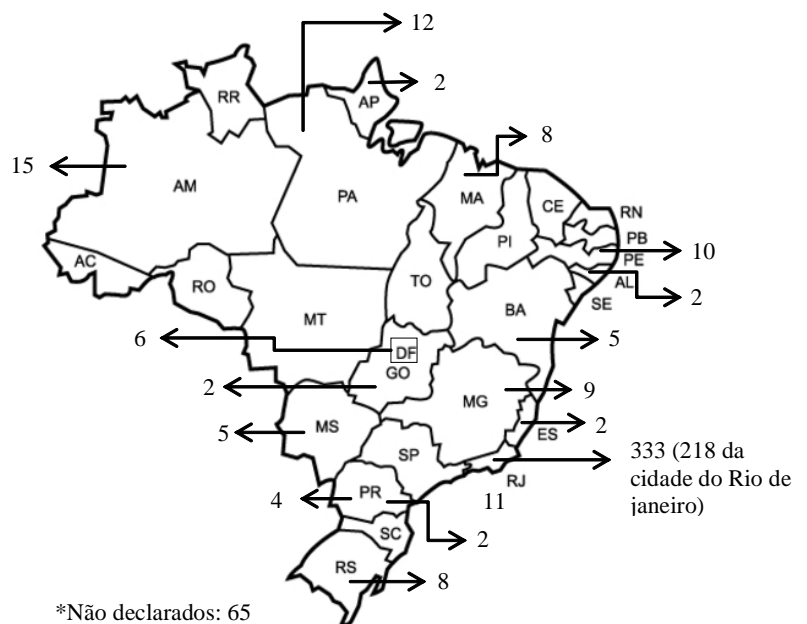 12
RR
AP
2
8
15
AM
PA
MA
CE
RN
PI
PB
10
PE
AC
RO
TO
AL
SE
2
MT
BA
6
DF
5
GO
2
MG
9
5
MS
ES
2
SP
333 (218 da
cidade do Rio de
janeiro)
RJ
11
4
PR
SC
2
RS
8
*Não declarados: 65